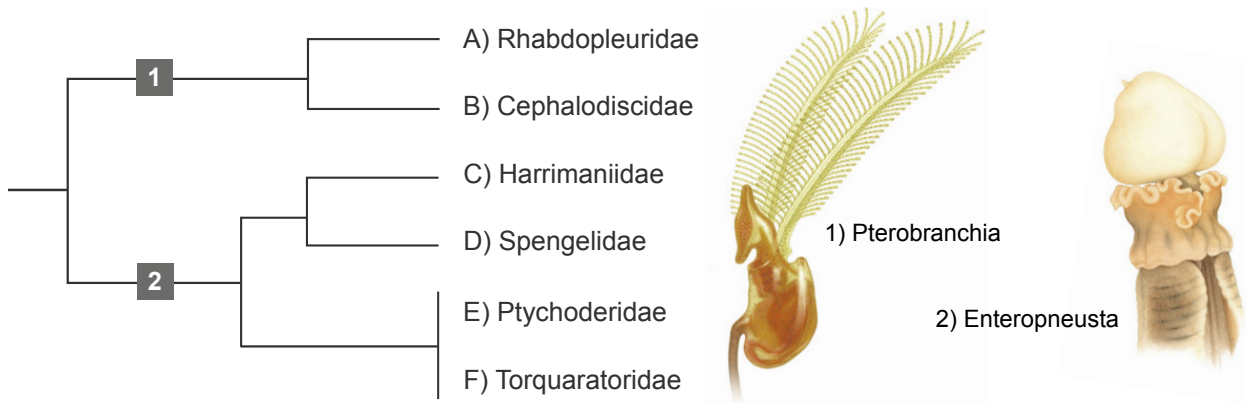 1
A) Rhabdopleuridae
B) Cephalodiscidae
C) Harrimaniidae
D) Spengelidae
2
E) Ptychoderidae
F) Torquaratoridae
1) Pterobranchia
2) Enteropneusta